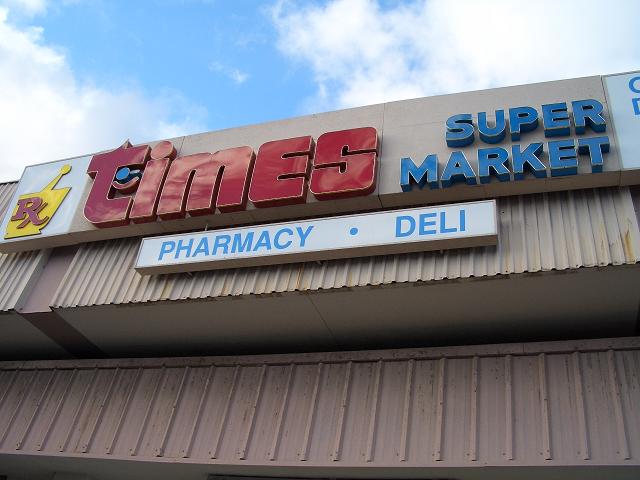 Rx
Times
SUPER
MARKET
PHARMACY • DELI